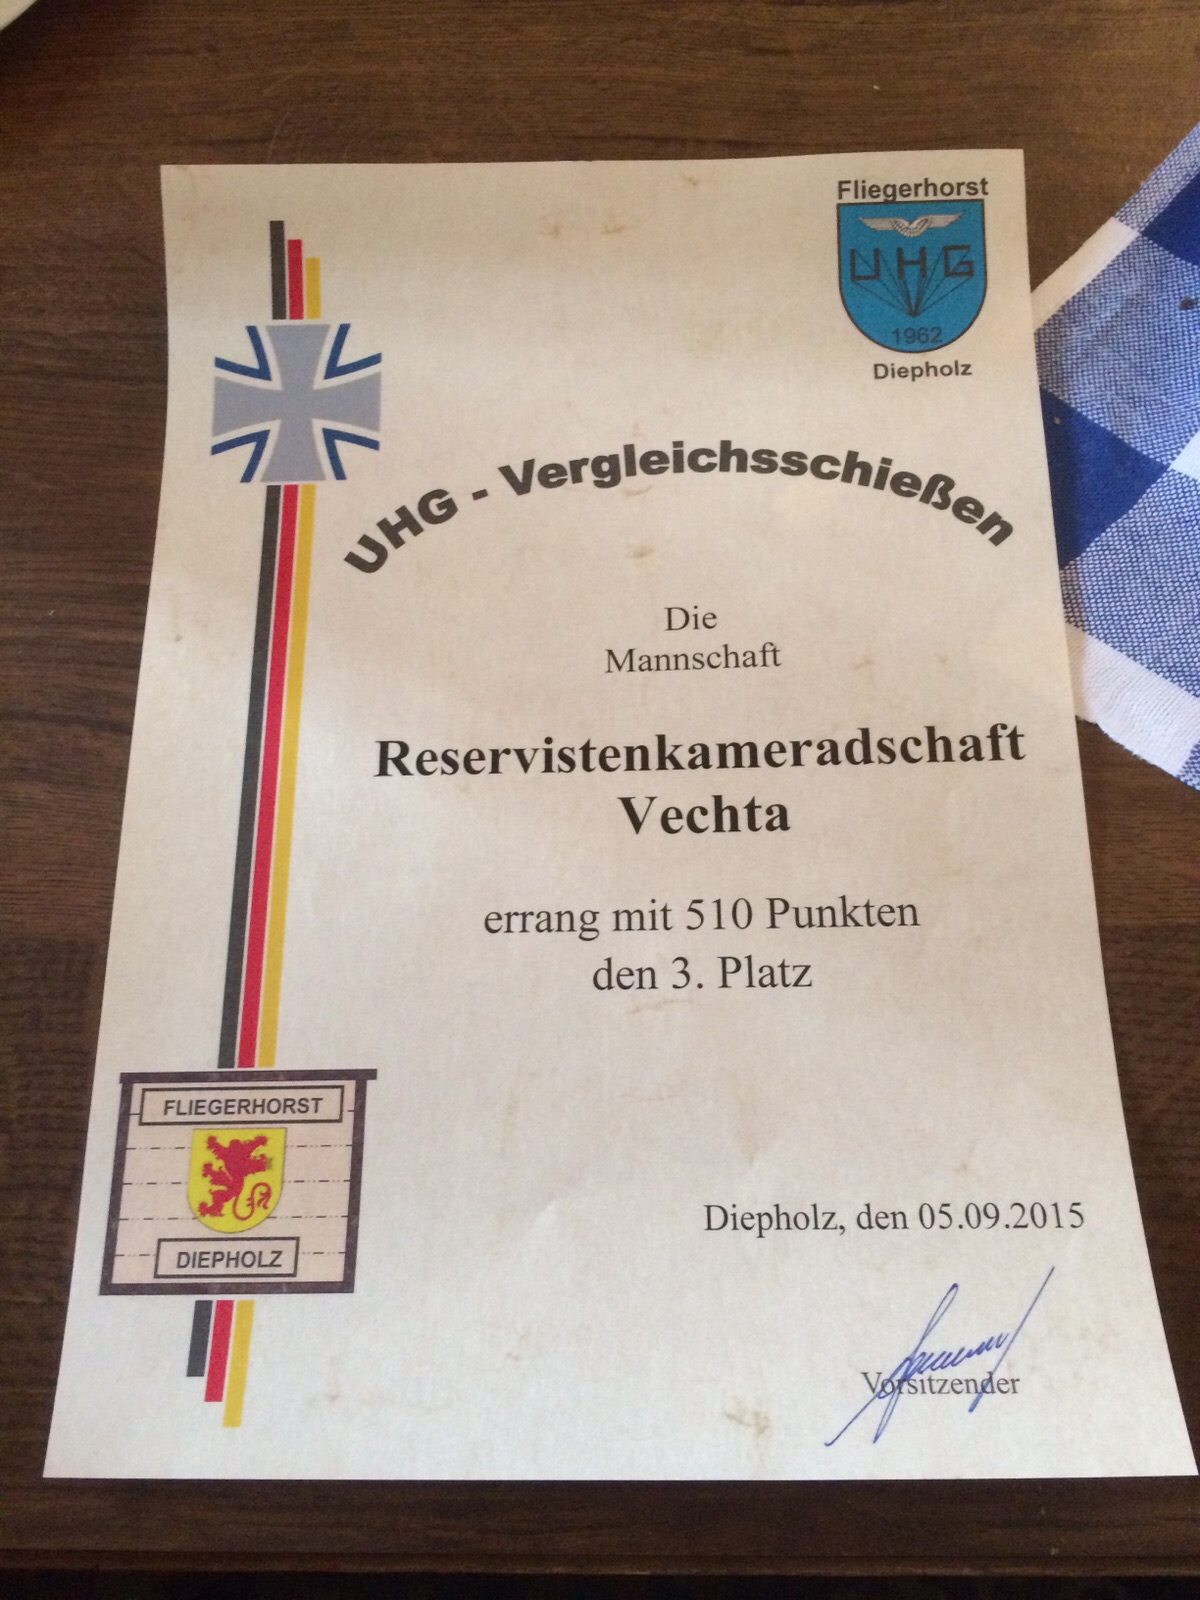 Fliegerhorst
UHG
1962
Diepholz
UHG - Vergleichsschießen
Die
Mannschaft
Reservistenkameradschaft
Vechta
errang mit 510 Punkten
den 3. Platz
FLIEGERHORST
DIEPHOLZ
Diepholz, den 05.09.2015
Vorsitzender